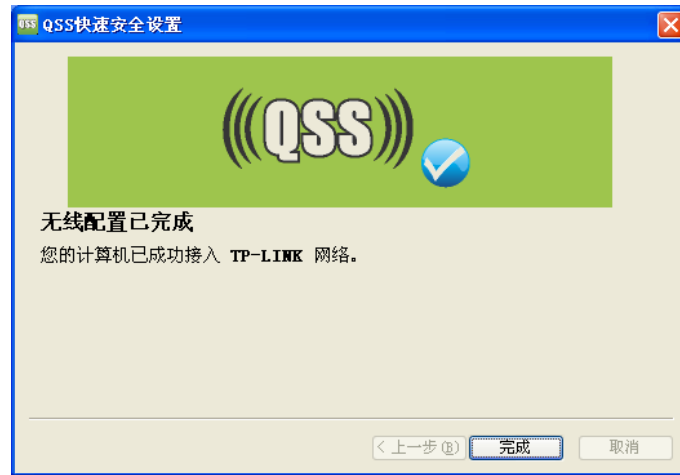 QSS QSS快速安全设置
(((QSS)))
无线配置已完成
您的计算机已成功接入 TP-LINK 网络。
< 上一步(B) 完成 取消